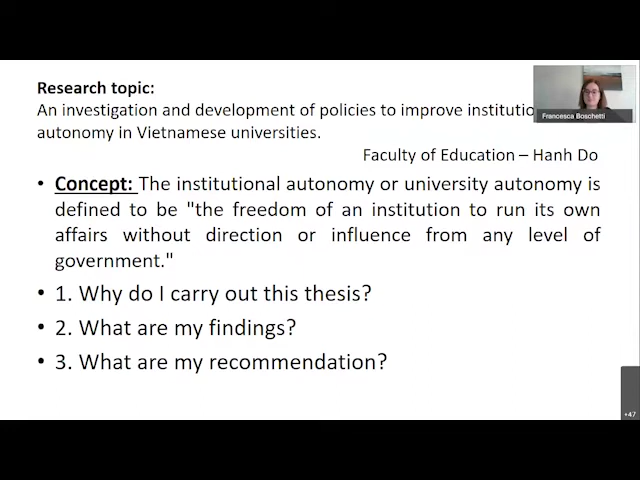 Research topic:
An investigation and development of policies to improve institutio
autonomy in Vietnamese universities.
Francesca Boschetti
Faculty of Education – Hanh Do
• Concept: The institutional autonomy or university autonomy is
defined to be "the freedom of an institution to run its own
affairs without direction or influence from any level of
government."
• 1. Why do I carry out this thesis?
• 2. What are my findings?
• 3. What are my recommendation?
+47